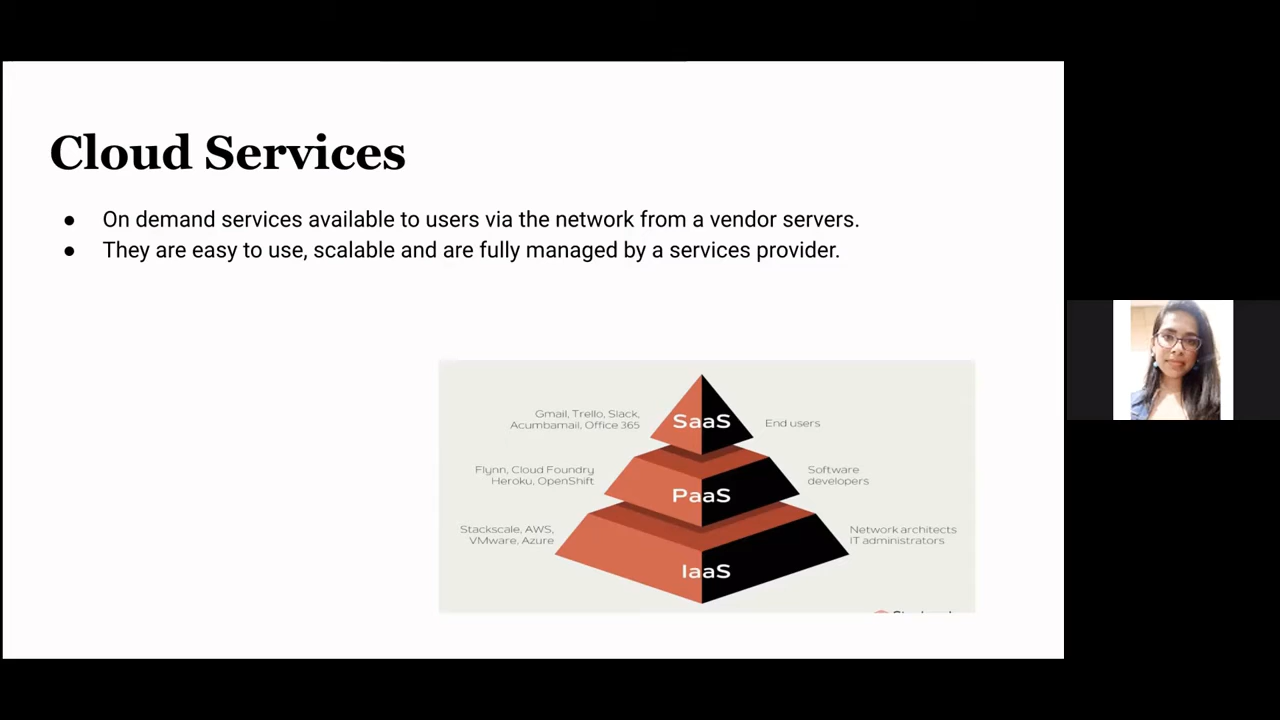 Cloud Services
● On demand services available to users via the network from a vendor servers.
● They are easy to use, scalable and are fully managed by a services provider.
Gmail, Trello, Slack,
Acumbamail, Office 365
SaaS
End users
Flynn, Cloud Foundry
Heroku, OpenShift
PaaS
Software
developers
Stackscale, AWS,
VMware, Azure
IaaS
Network architects
IT administrators